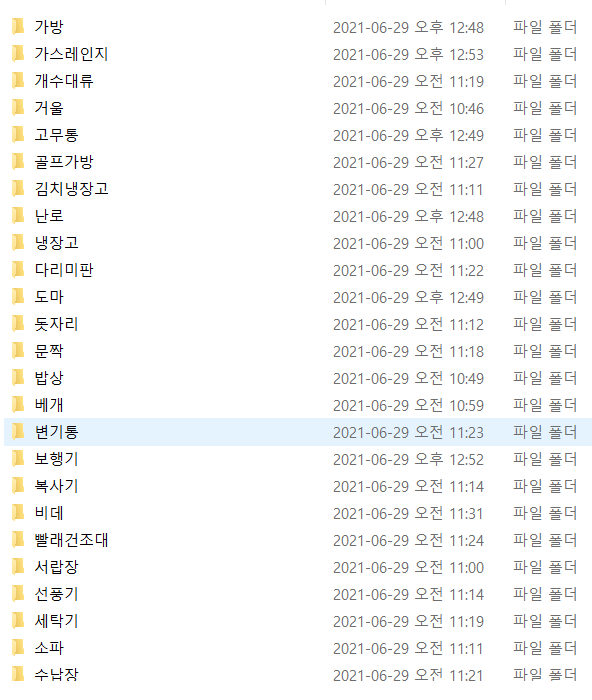 가방 2021-06-29 오후 12:48 파일 폴더
가스레인지 2021-06-29 오후 12:53 파일 폴더
개수대류 2021-06-29 오전 11:19 파일 폴더
거울 2021-06-29 오전 10:46 파일 폴더
고무통 2021-06-29 오후 12:49 파일 폴더
골프가방 2021-06-29 오전 11:27 파일 폴더
김치냉장고 2021-06-29 오전 11:11 파일 폴더
난로 2021-06-29 오후 12:48 파일 폴더
냉장고 2021-06-29 오전 11:00 파일 폴더
다리미판 2021-06-29 오전 11:22 파일 폴더
도마 2021-06-29 오후 12:49 파일 폴더
돗자리 2021-06-29 오전 11:12 파일 폴더
문짝 2021-06-29 오전 11:18 파일 폴더
밥상 2021-06-29 오전 10:49 파일 폴더
베개 2021-06-29 오전 10:59 파일 폴더
변기통 2021-06-29 오전 11:23 파일 폴더
보행기 2021-06-29 오후 12:52 파일 폴더
복사기 2021-06-29 오전 11:14 파일 폴더
비데 2021-06-29 오전 11:31 파일 폴더
빨래건조대 2021-06-29 오전 11:24 파일 폴더
서랍장 2021-06-29 오전 11:00 파일 폴더
선풍기 2021-06-29 오전 11:14 파일 폴더
세탁기 2021-06-29 오전 11:19 파일 폴더
소파 2021-06-29 오전 11:11 파일 폴더
수납장 2021-06-29 오전 11:21 파일 폴더